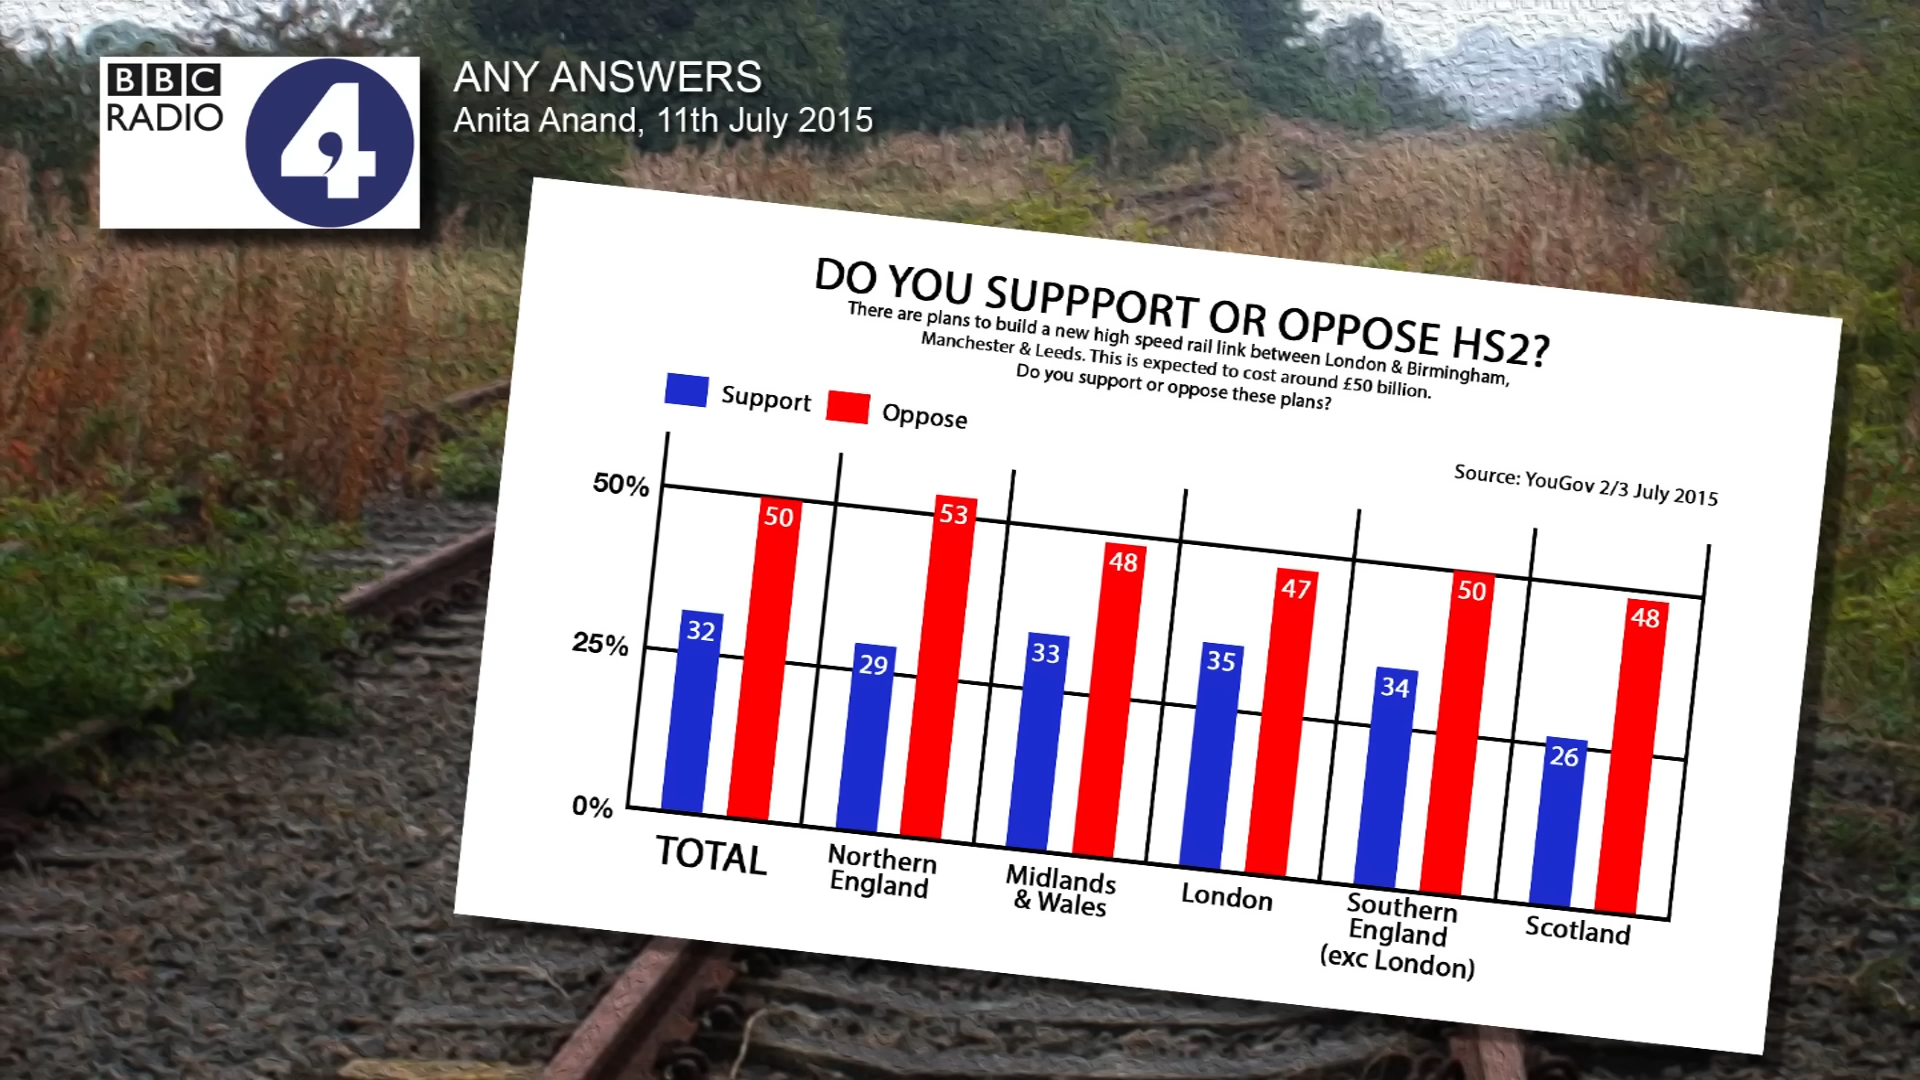 BBC
RADIO
4
ANY ANSWERS
Anita Anand, 11th July 2015
DO YOU SUPPPORT OR OPPOSE HS2?
There are plans to build a new high speed rail link between London & Birmingham,
Manchester & Leeds. This is expected to cost around £50 billion.
Do you support or oppose these plans?
Support
Oppose
Source: YouGov 2/3 July 2015
50%
25%
0%
32
50
29
53
33
48
35
47
34
50
26
48
TOTAL
Northern
England
Midlands
& Wales
London
Southern
England
(exc London)
Scotland